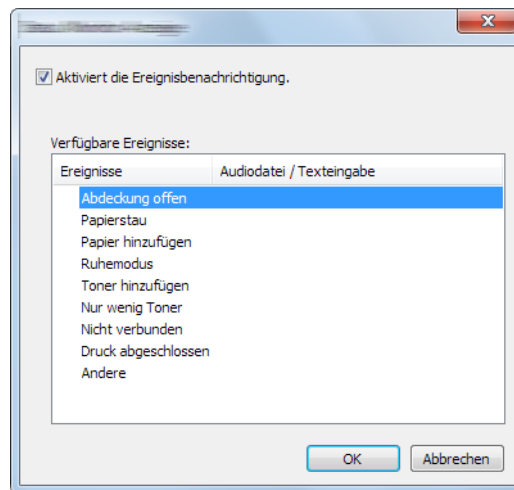 Aktiviert die Ereignisbenachrichtigung.
Verfügbare Ereignisse:
Ereignisse Audiodatei / Texteingabe
Abdeckung offen
Papierstau
Papier hinzufügen
Ruhemodus
Toner hinzufügen
Nur wenig Toner
Nicht verbunden
Druck abgeschlossen
Andere
OK Abbrechen